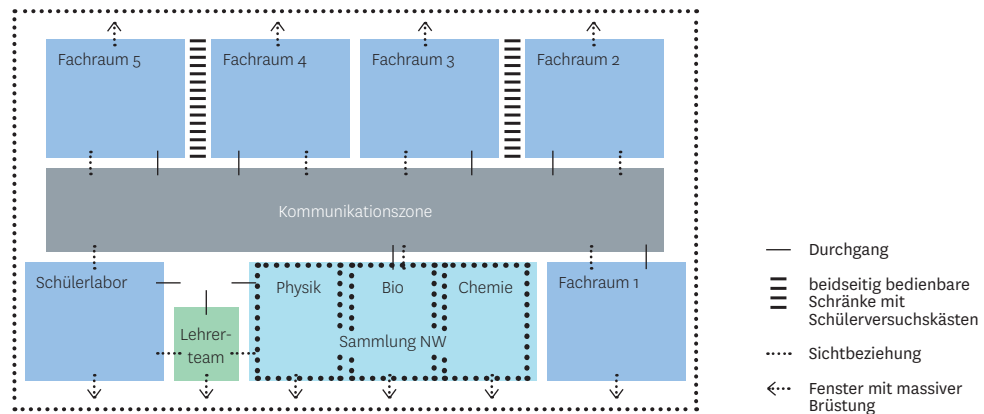 Fachraum 5
Fachraum 4
Fachraum 3
Fachraum 2
Kommunikationszone
Schülerlabor
Lehrer-
team
Physik
Bio
Chemie
Sammlung NW
Fachraum 1
Durchgang
beidseitig bedienbare
Schränke mit
Schülerversuchskästen
Sichtbeziehung
Fenster mit massiver
Brüstung